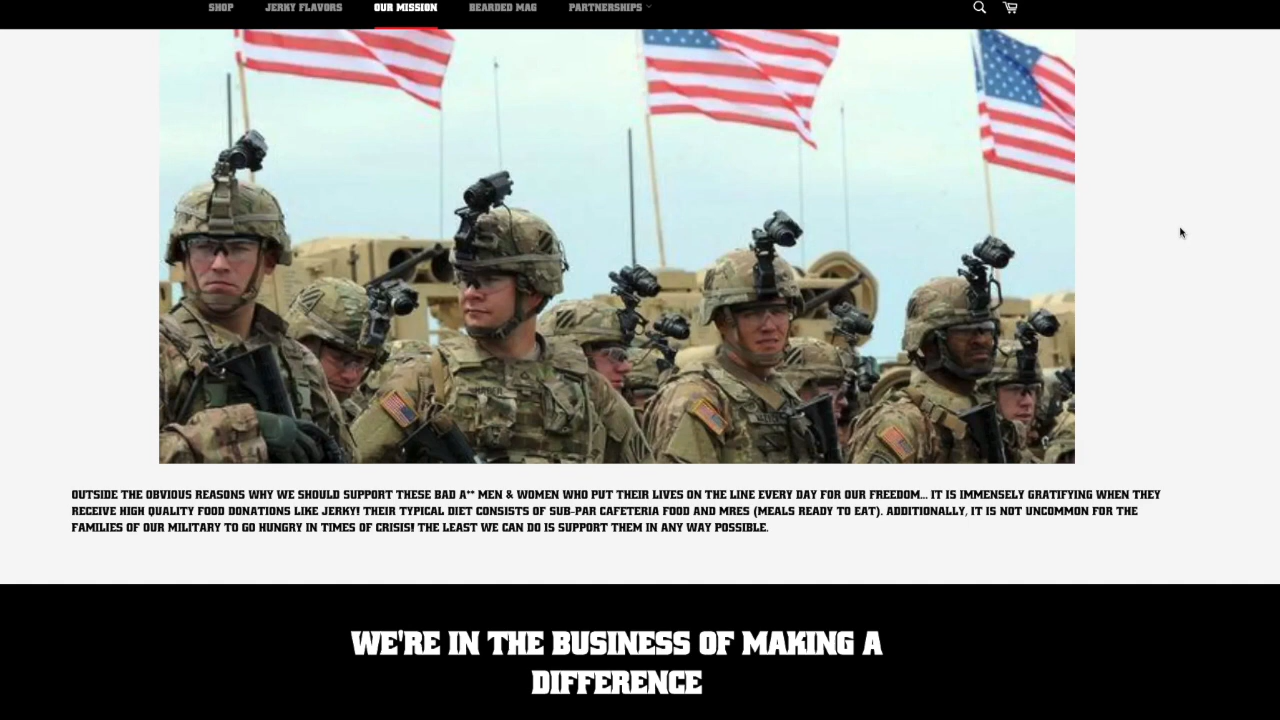 SHOP JERKY FLAVORS OUR MISSION BEARDED MAG PARTNERSHIPS
OUTSIDE THE OBVIOUS REASONS WHY WE SHOULD SUPPORT THESE BAD A** MEN & WOMEN WHO PUT THEIR LIVES ON THE LINE EVERY DAY FOR OUR FREEDOM... IT IS IMMENSELY GRATIFYING WHEN THEY
RECEIVE HIGH QUALITY FOOD DONATIONS LIKE JERKY! THEIR TYPICAL DIET CONSISTS OF SUB-PAR CAFETERIA FOOD AND MRES (MEALS READY TO EAT). ADDITIONALLY, IT IS NOT UNCOMMON FOR THE
FAMILIES OF OUR MILITARY TO GO HUNGRY IN TIMES OF CRISIS! THE LEAST WE CAN DO IS SUPPORT THEM IN ANY WAY POSSIBLE.
WE'RE IN THE BUSINESS OF MAKING A
DIFFERENCE